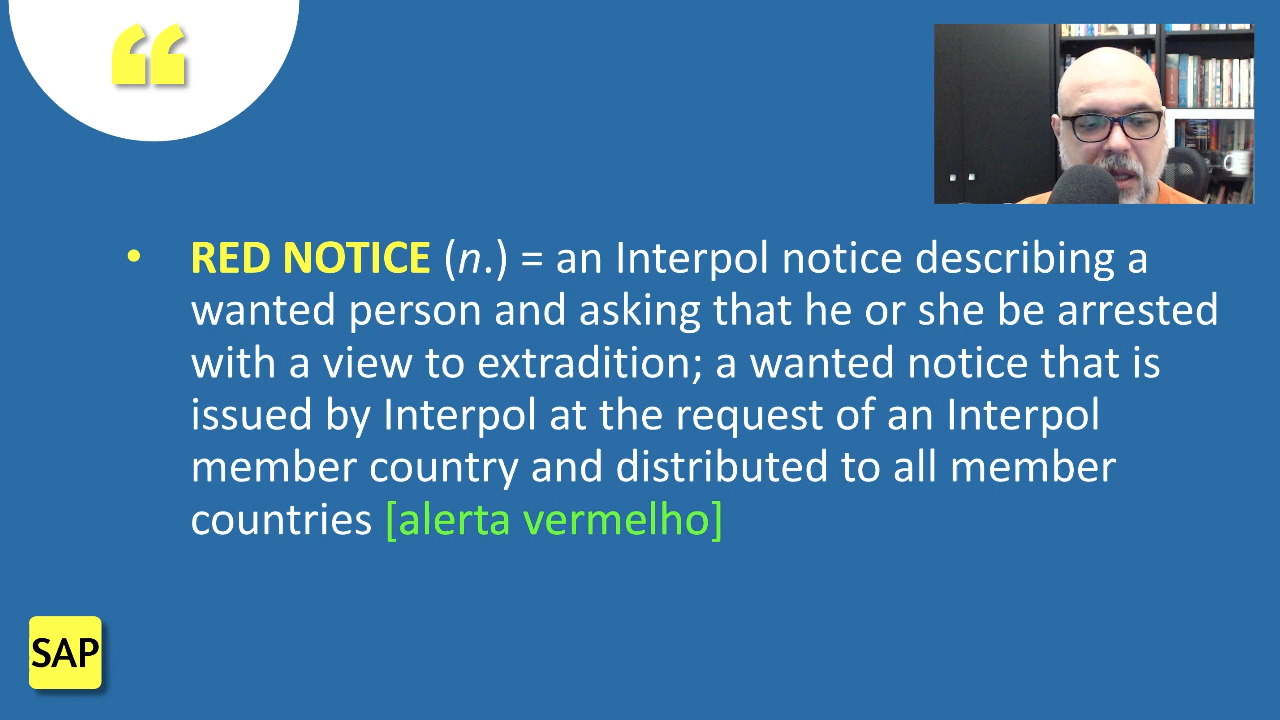 “
• RED NOTICE (n.) = an Interpol notice describing a
wanted person and asking that he or she be arrested
with a view to extradition; a wanted notice that is
issued by Interpol at the request of an Interpol
member country and distributed to all member
countries [alerta vermelho]
SAP